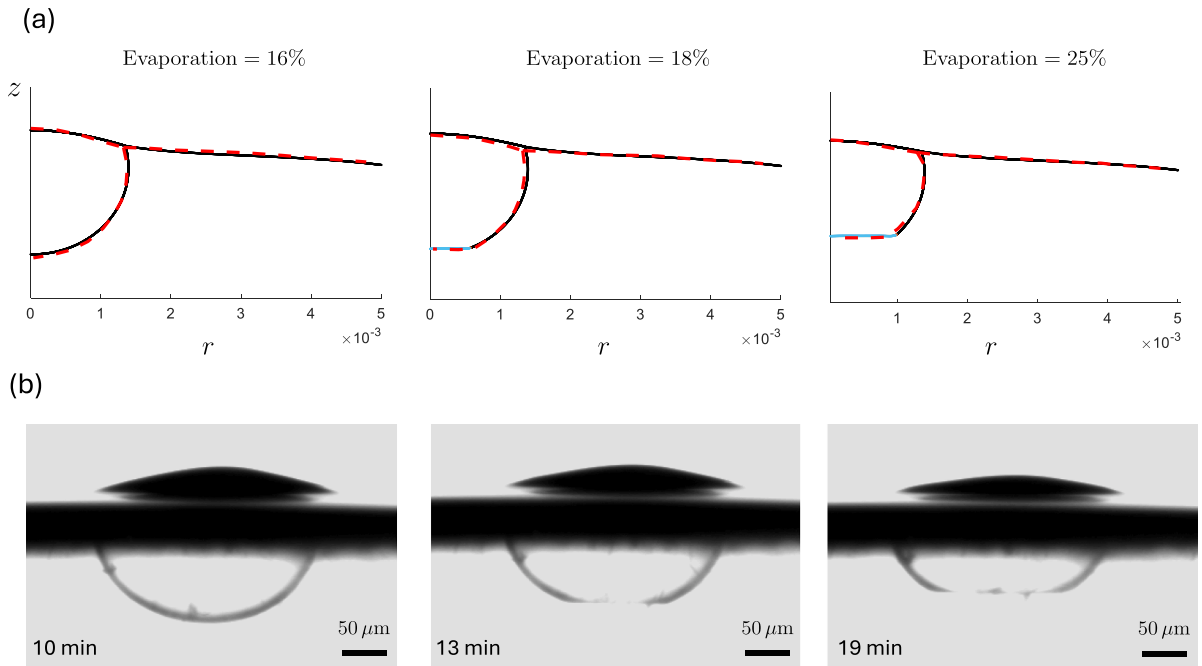 (a)
Evaporation = 16%
Evaporation = 18%
Evaporation = 25%
z
0 1 2 3 4 5
×10⁻³
r
0 1 2 3 4 5
×10⁻³
r
1 2 3 4 5
×10⁻³
r
(b)
10 min
50 μm
13 min
50 μm
19 min
50 μm